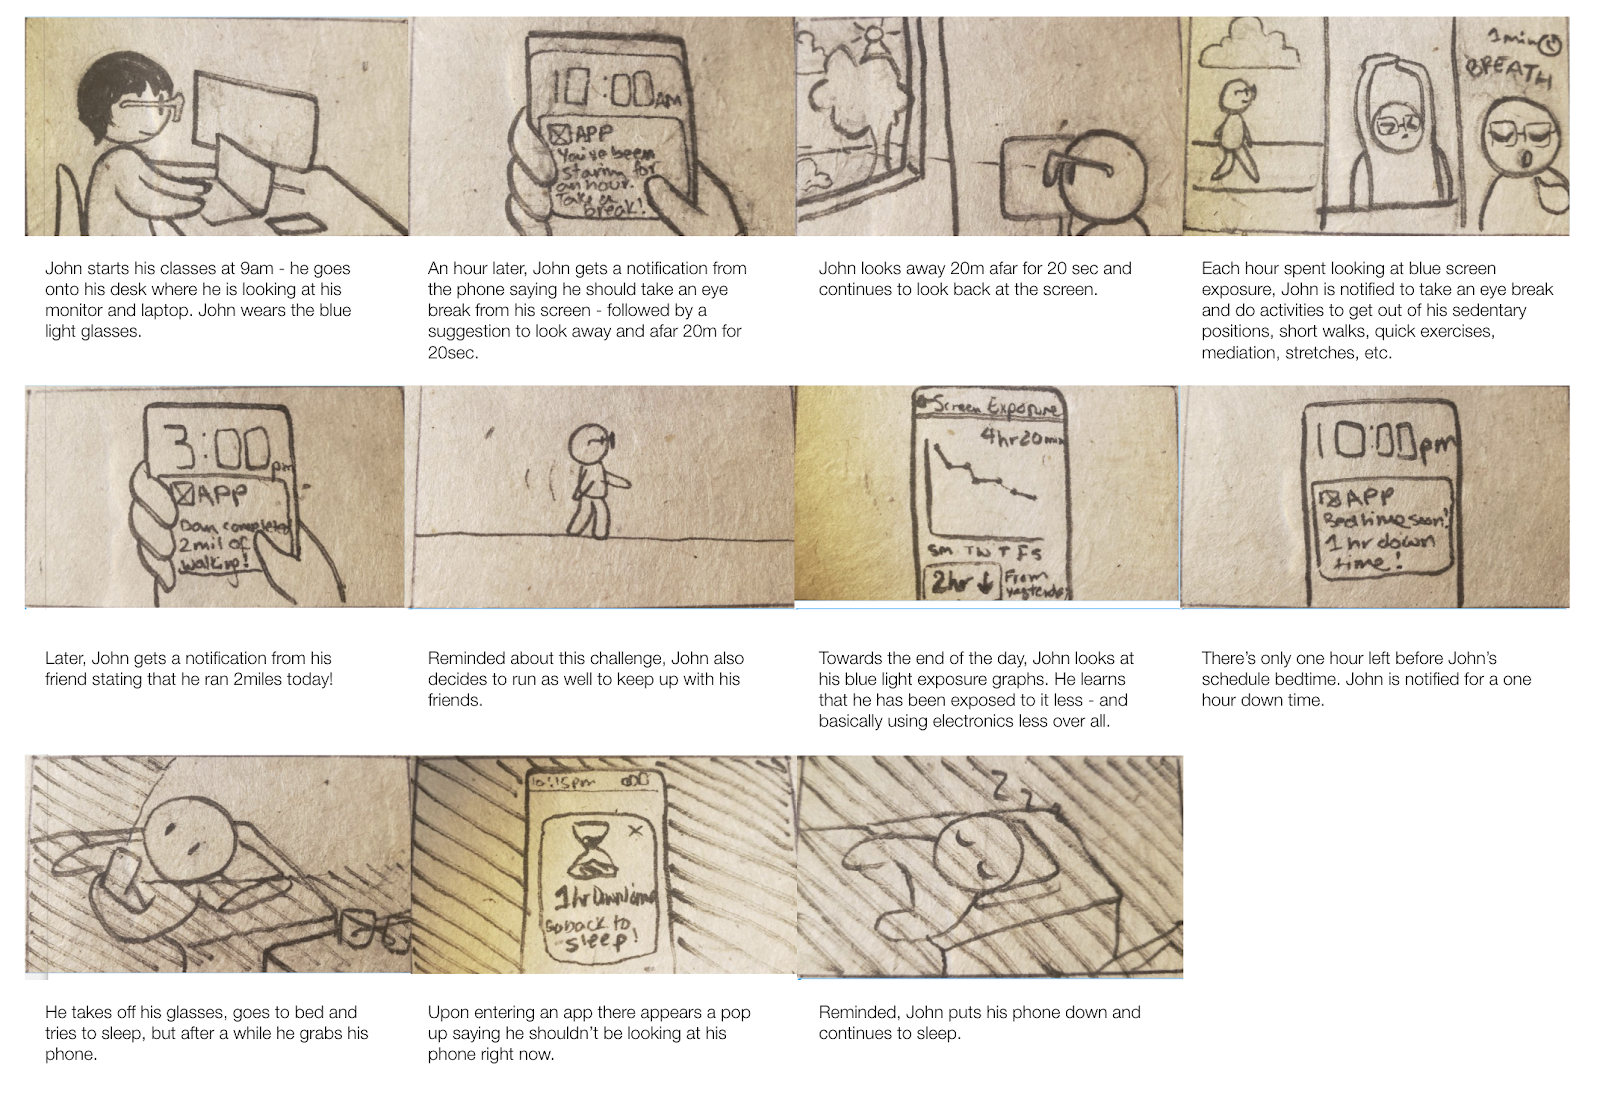 John starts his classes at 9am - he goes
onto his desk where he is looking at his
monitor and laptop. John wears the blue
light glasses.
10:00 AM
APP
You've been
staring for
an hour.
Take a
break!
An hour later, John gets a notification from
the phone saying he should take an eye
break from his screen - followed by a
suggestion to look away and afar 20m for
20sec.
John looks away 20m afar for 20 sec and
continues to look back at the screen.
1min
BREATH
Each hour spent looking at blue screen
exposure, John is notified to take an eye break
and do activities to get out of his sedentary
positions, short walks, quick exercises,
mediation, stretches, etc.
3:00 pm
APP
completed
2mil of
walking!
Later, John gets a notification from his
friend stating that he ran 2miles today!
Reminded about this challenge, John also
decides to run as well to keep up with his
friends.
Screen Exposure
4hr20min
SM TW T FS
2hr ↓ From
yesterday
Towards the end of the day, John looks at
his blue light exposure graphs. He learns
that he has been exposed to it less - and
basically using electronics less over all.
10:00pm
APP
Bedtime soon!
1 hr down
time!
There's only one hour left before John's
schedule bedtime. John is notified for a one
hour down time.
He takes off his glasses, goes to bed and
tries to sleep, but after a while he grabs his
phone.
10:15pm
X
1hr Downtime
Go back to
sleep!
Upon entering an app there appears a pop
up saying he shouldn't be looking at his
phone right now.
Z Z Z
Reminded, John puts his phone down and
continues to sleep.